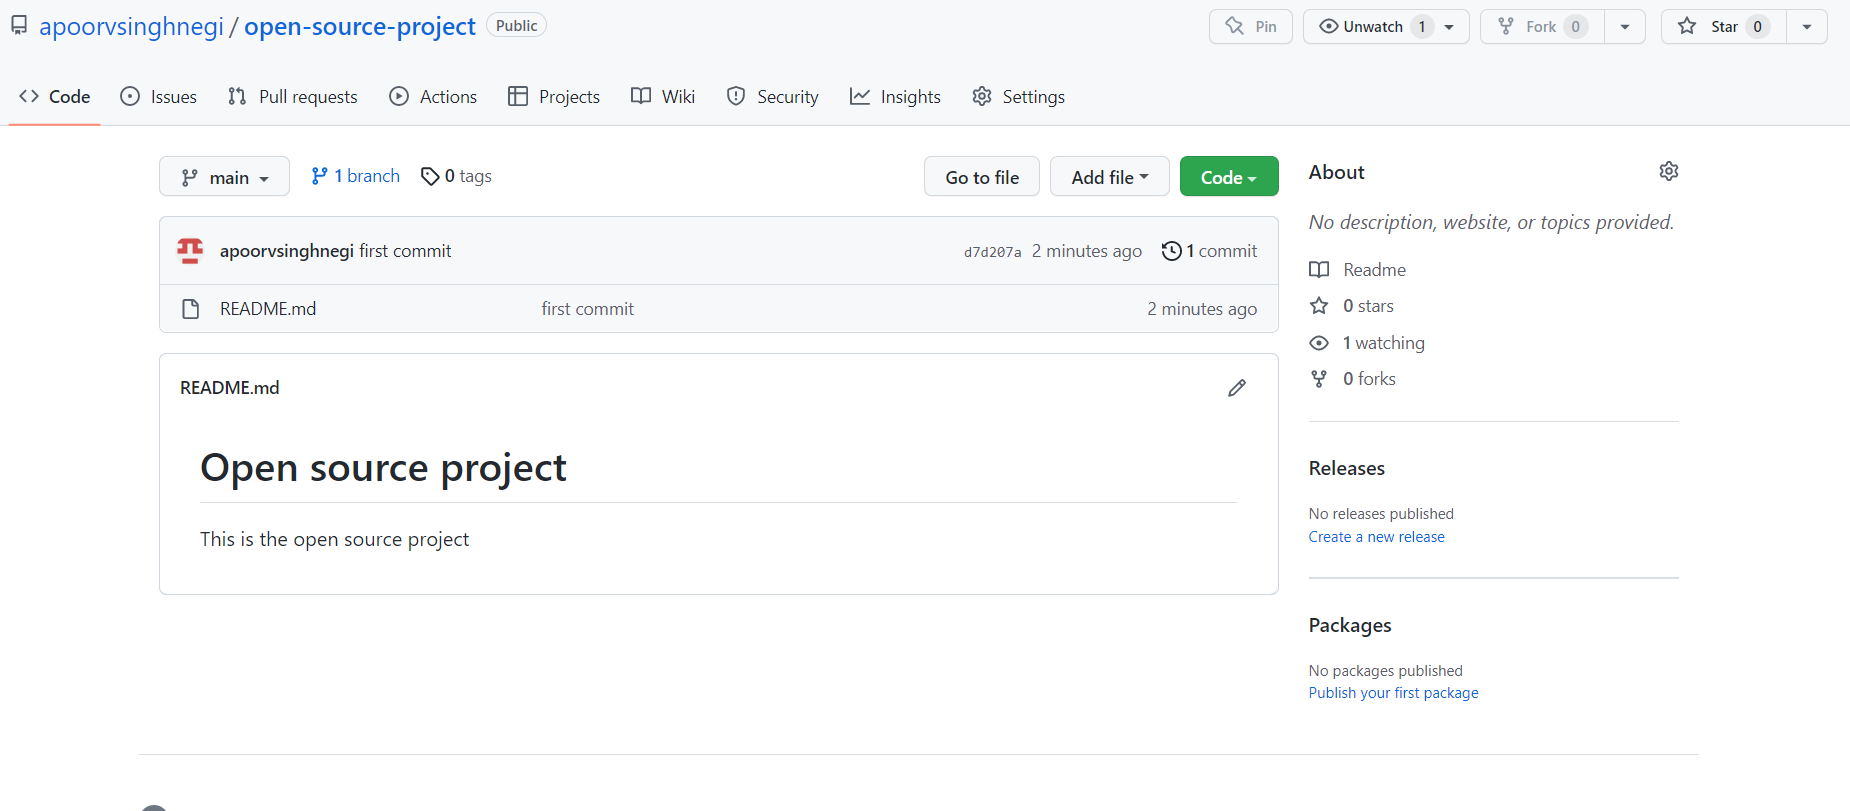 apoorvsinghnegi / open-source-project Public
Pin Unwatch 1 Fork 0 Star 0
Code Issues Pull requests Actions Projects Wiki Security Insights Settings
main 1 branch 0 tags Go to file Add file Code
apoorvsinghnegi first commit d7d207a 2 minutes ago 1 commit
README.md first commit 2 minutes ago
README.md
Open source project
This is the open source project
About
No description, website, or topics provided.
Readme
0 stars
1 watching
0 forks
Releases
No releases published
Create a new release
Packages
No packages published
Publish your first package